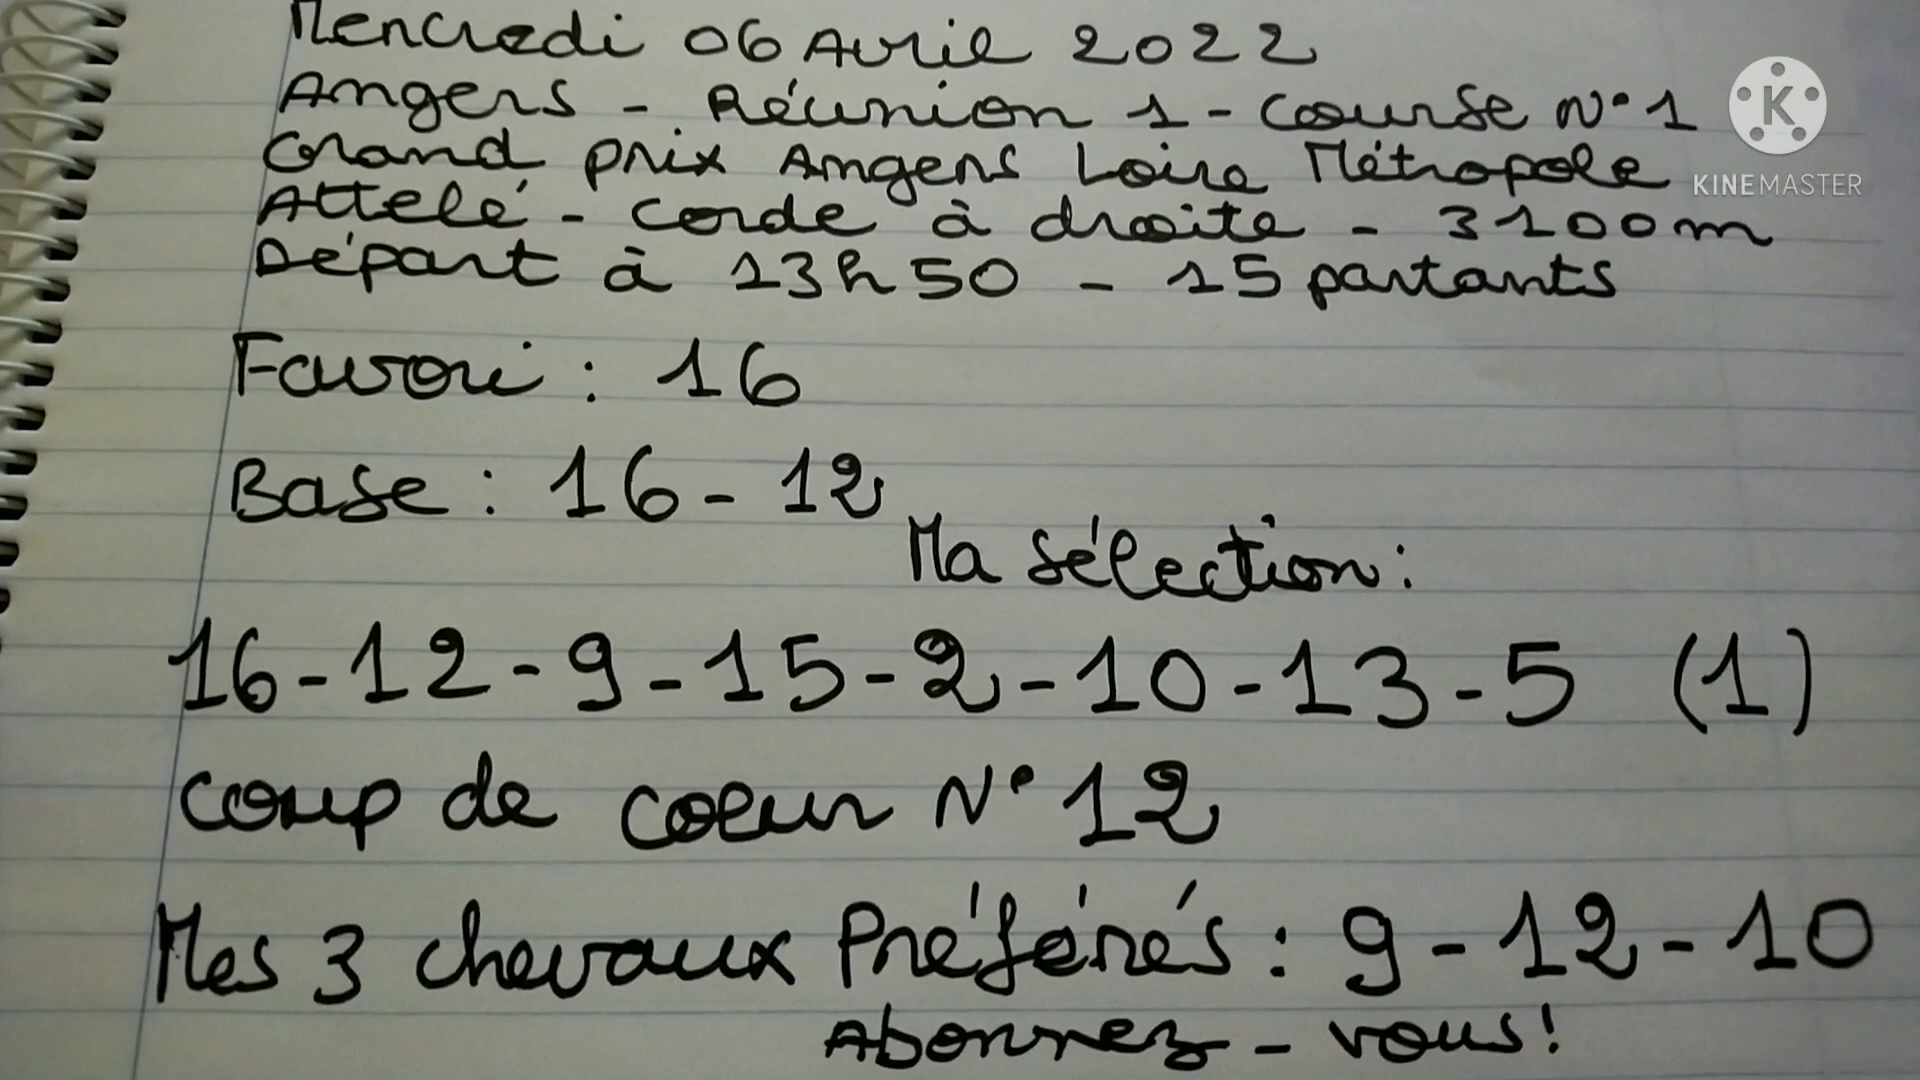 Mercredi 06 Avril 2022
Angers - Réunion 1 - Course N°1
Grand prix Angers Loire Métropole
Attelé - Corde à droite - 3100m
Départ à 13h50 - 15 partants
Favori : 16
Base : 16 - 12
Ma sélection :
16 - 12 - 9 - 15 - 2 - 10 - 13 - 5 (1)
Coup de coeur N°12
Mes 3 chevaux Préférés : 9 - 12 - 10
Abonnez - vous !
K
KINEMASTER